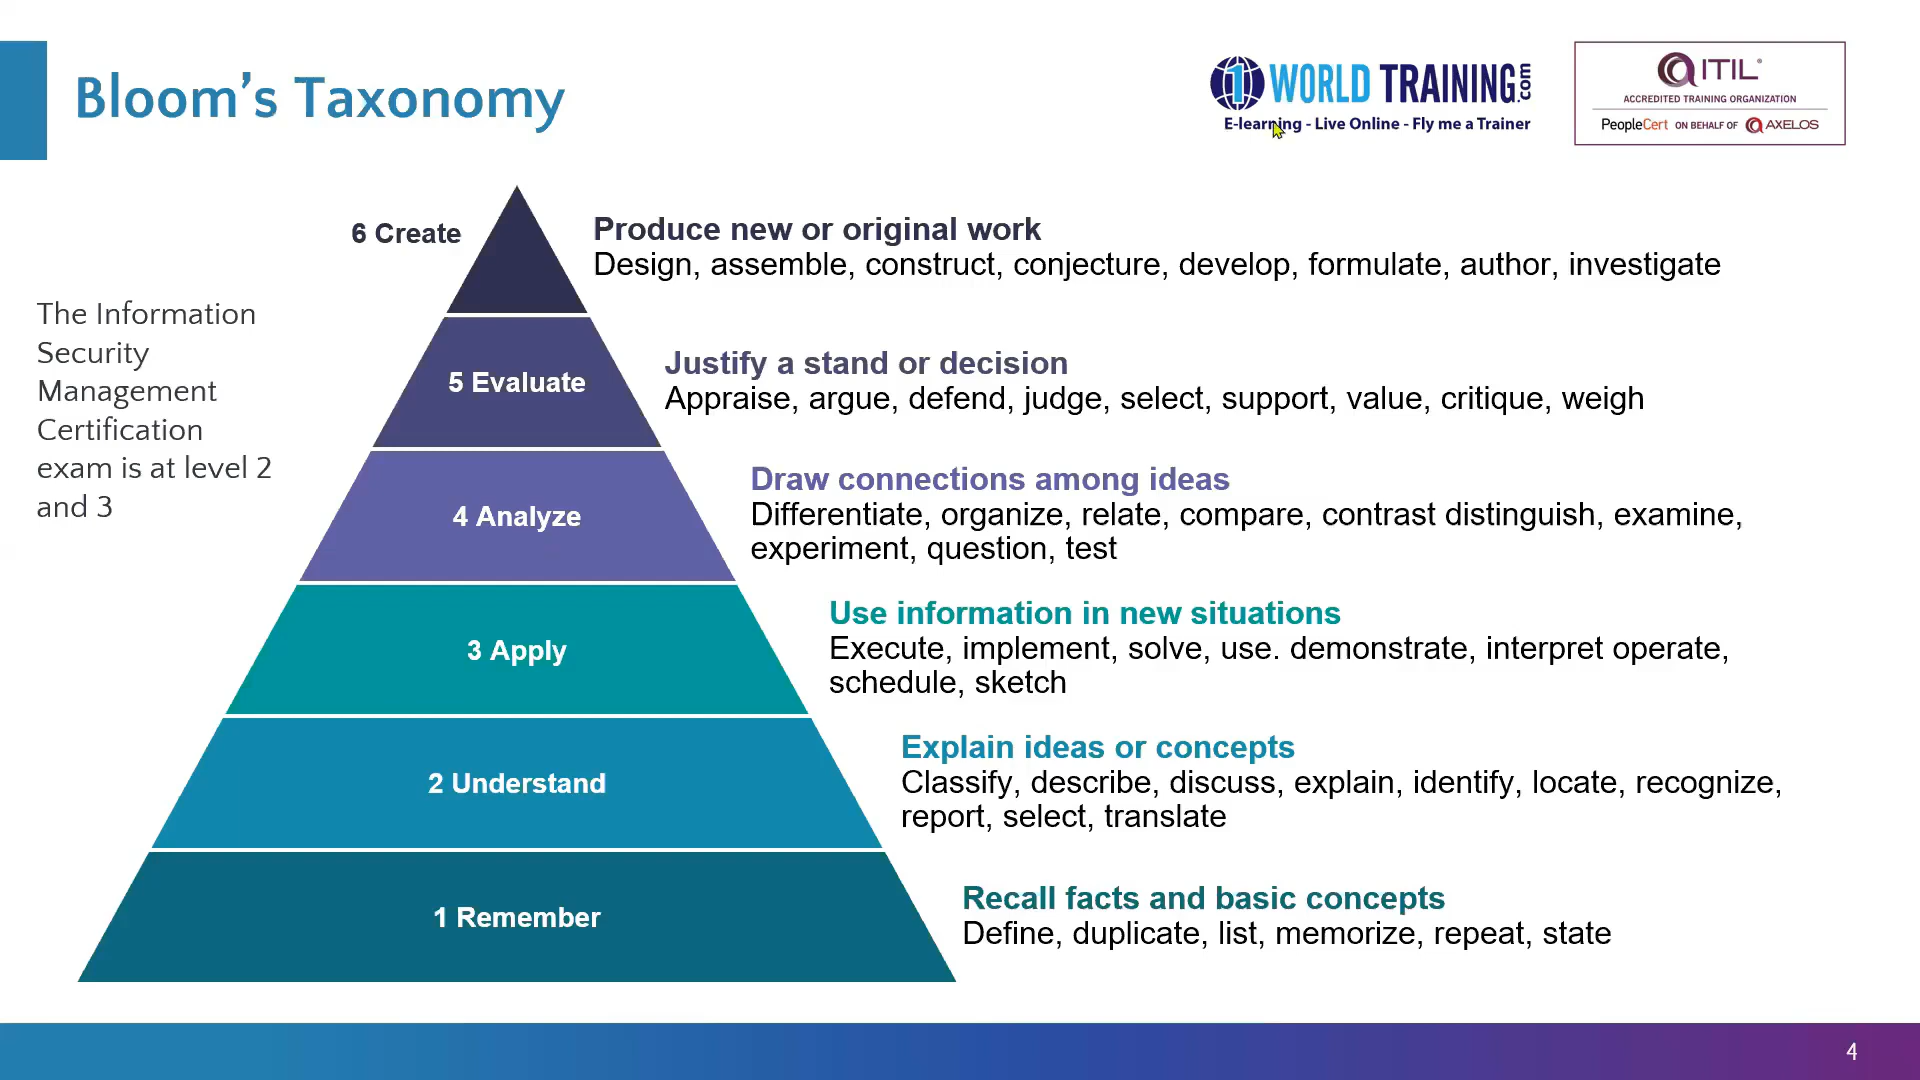 Bloom's Taxonomy
1 WORLD TRAINING.com
E-learning - Live Online - Fly me a Trainer
ITIL®
ACCREDITED TRAINING ORGANIZATION
PeopleCert ON BEHALF OF AXELOS
The Information
Security
Management
Certification
exam is at level 2
and 3
6 Create
Produce new or original work
Design, assemble, construct, conjecture, develop, formulate, author, investigate
5 Evaluate
Justify a stand or decision
Appraise, argue, defend, judge, select, support, value, critique, weigh
4 Analyze
Draw connections among ideas
Differentiate, organize, relate, compare, contrast distinguish, examine,
experiment, question, test
3 Apply
Use information in new situations
Execute, implement, solve, use. demonstrate, interpret operate,
schedule, sketch
2 Understand
Explain ideas or concepts
Classify, describe, discuss, explain, identify, locate, recognize,
report, select, translate
1 Remember
Recall facts and basic concepts
Define, duplicate, list, memorize, repeat, state
4